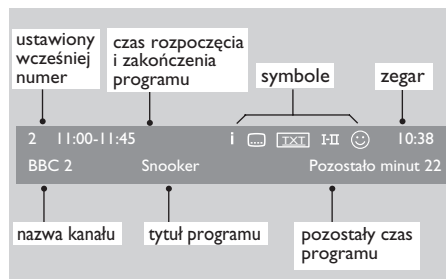 ustawiony
wcześniej
numer
czas rozpoczęcia
i zakończenia
programu
symbole
zegar
2 11:00-11:45 i .... TXT I-II 10:38
BBC 2 Snooker Pozostało minut 22
nazwa kanału
tytuł programu
pozostały czas
programu